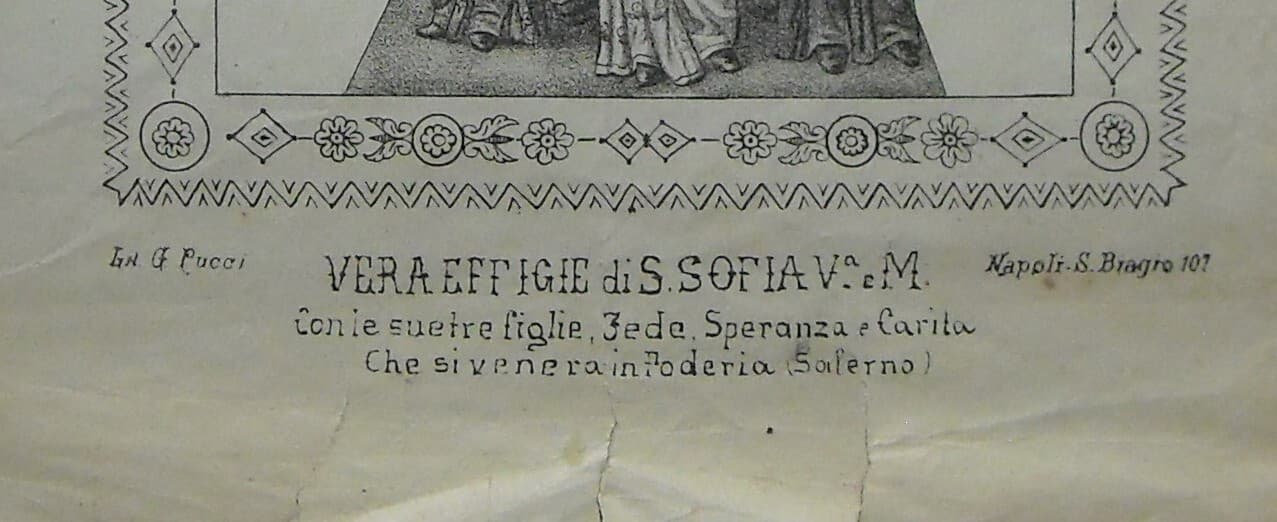 Lit. G. Pucci
VERA EFFIGIE di S. SOFIA V.ª e M.
Napoli-S. Biagio 107
Con le sue tre figlie, Fede, Speranza e Carita
Che si venera in Poderia (Salerno)